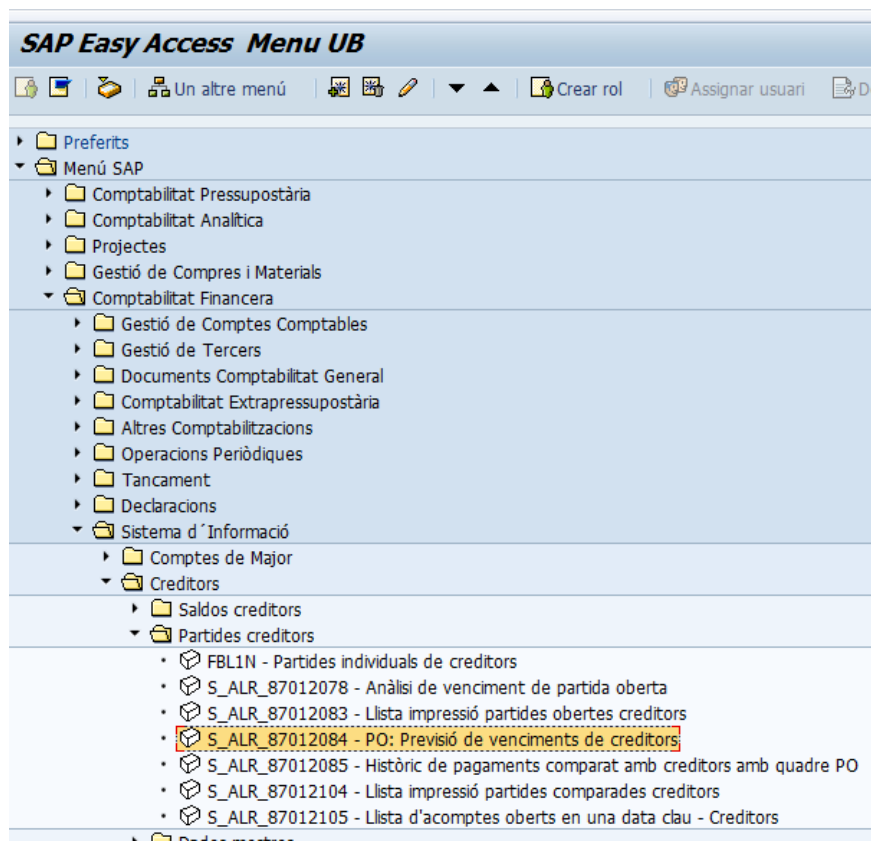 SAP Easy Access Menu UB
Un altre menú Crear rol Assignar usuari D
Preferits
Menú SAP
Comptabilitat Pressupostària
Comptabilitat Analítica
Projectes
Gestió de Compres i Materials
Comptabilitat Financera
Gestió de Comptes Comptables
Gestió de Tercers
Documents Comptabilitat General
Comptabilitat Extrapressupostària
Altres Comptabilitzacions
Operacions Periòdiques
Tancament
Declaracions
Sistema d´Informació
Comptes de Major
Creditors
Saldos creditors
Partides creditors
FBL1N - Partides individuals de creditors
S_ALR_87012078 - Anàlisi de venciment de partida oberta
S_ALR_87012083 - Llista impressió partides obertes creditors
S_ALR_87012084 - PO: Previsió de venciments de creditors
S_ALR_87012085 - Històric de pagaments comparat amb creditors amb quadre PO
S_ALR_87012104 - Llista impressió partides comparades creditors
S_ALR_87012105 - Llista d'acomptes oberts en una data clau - Creditors